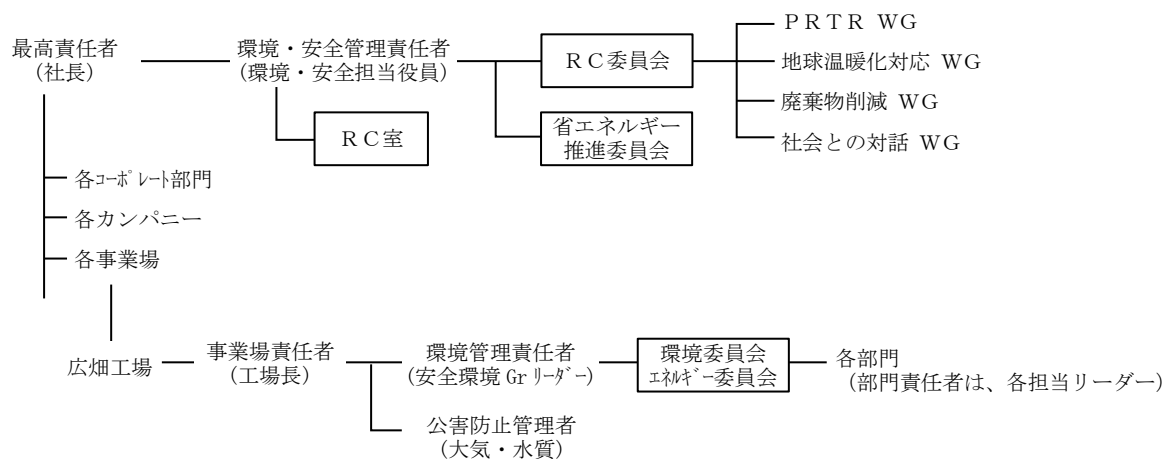 ＰＲＴＲ WG
最高責任者
(社長)
環境・安全管理責任者
(環境・安全担当役員)
ＲＣ委員会
地球温暖化対応 WG
廃棄物削減 WG
社会との対話 WG
ＲＣ室
省エネルギー
推進委員会
各ｺｰﾎﾟﾚｰﾄ部門
各カンパニー
各事業場
広畑工場
事業場責任者
(工場長)
環境管理責任者
(安全環境 Gr ﾘｰﾀﾞｰ)
環境委員会
ｴﾈﾙｷﾞｰ委員会
各部門
(部門責任者は、各担当リーダー)
公害防止管理者
(大気・水質)